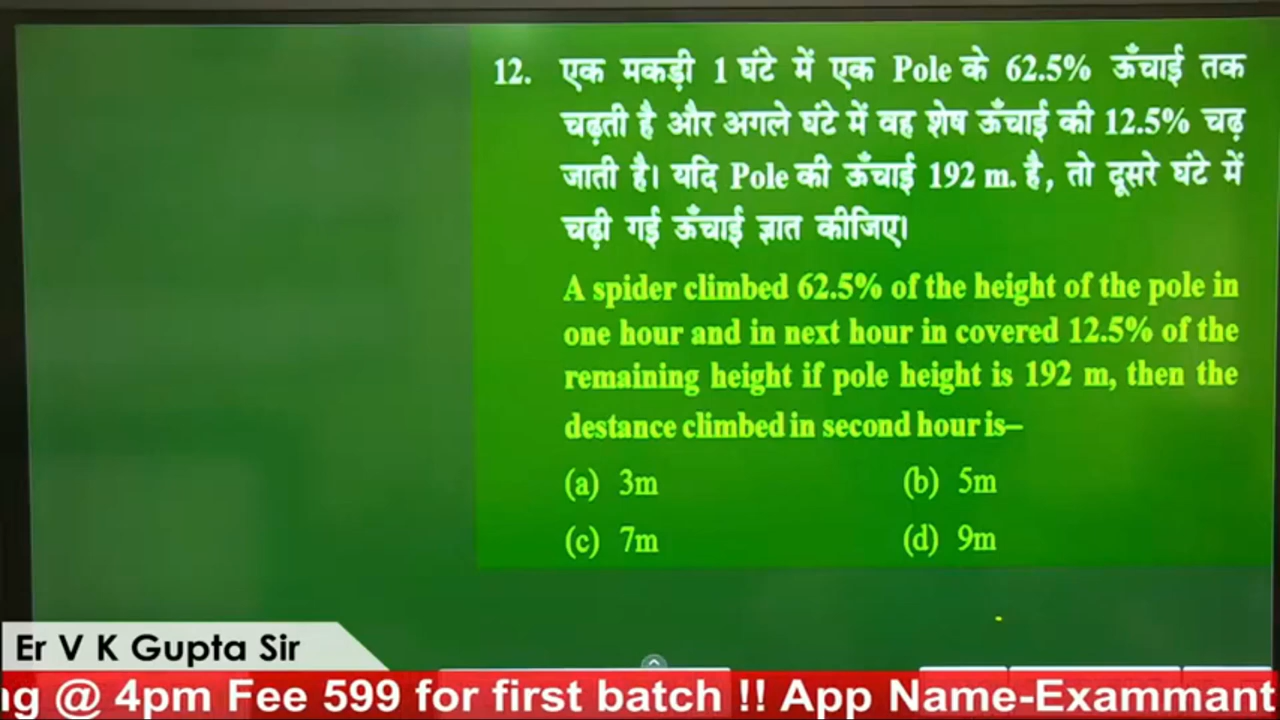 12. एक मकड़ी 1 घंटे में एक Pole के 62.5% ऊँचाई तक
चढ़ती है और अगले घंटे में वह शेष ऊँचाई की 12.5% चढ़
जाती है। यदि Pole की ऊँचाई 192 m. है, तो दूसरे घंटे में
चढ़ी गई ऊँचाई ज्ञात कीजिए।
A spider climbed 62.5% of the height of the pole in
one hour and in next hour in covered 12.5% of the
remaining height if pole height is 192 m, then the
destance climbed in second hour is–
(a) 3m (b) 5m
(c) 7m (d) 9m
Er V K Gupta Sir
ng @ 4pm Fee 599 for first batch !! App Name-Exammant